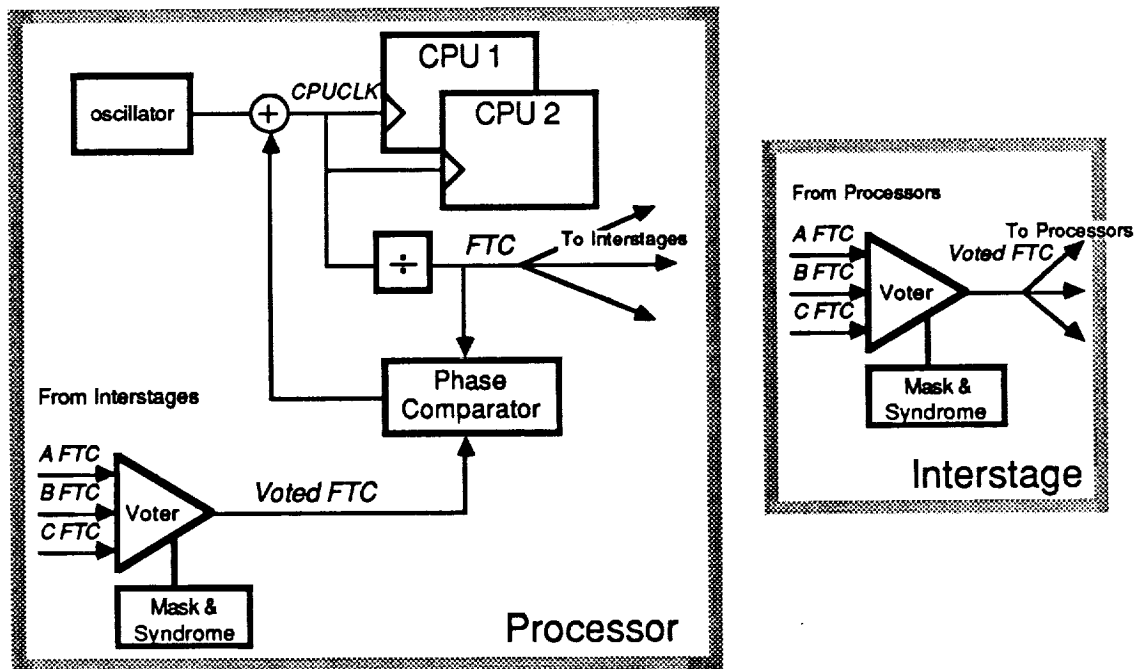 CPU 1
CPUCLK
oscillator
+
CPU 2
÷
FTC
To Interstages
Phase
Comparator
From Interstages
A FTC
B FTC
C FTC
Voter
Voted FTC
Mask &
Syndrome
Processor
From Processors
To Processors
A FTC
Voted FTC
B FTC
Voter
C FTC
Mask &
Syndrome
Interstage